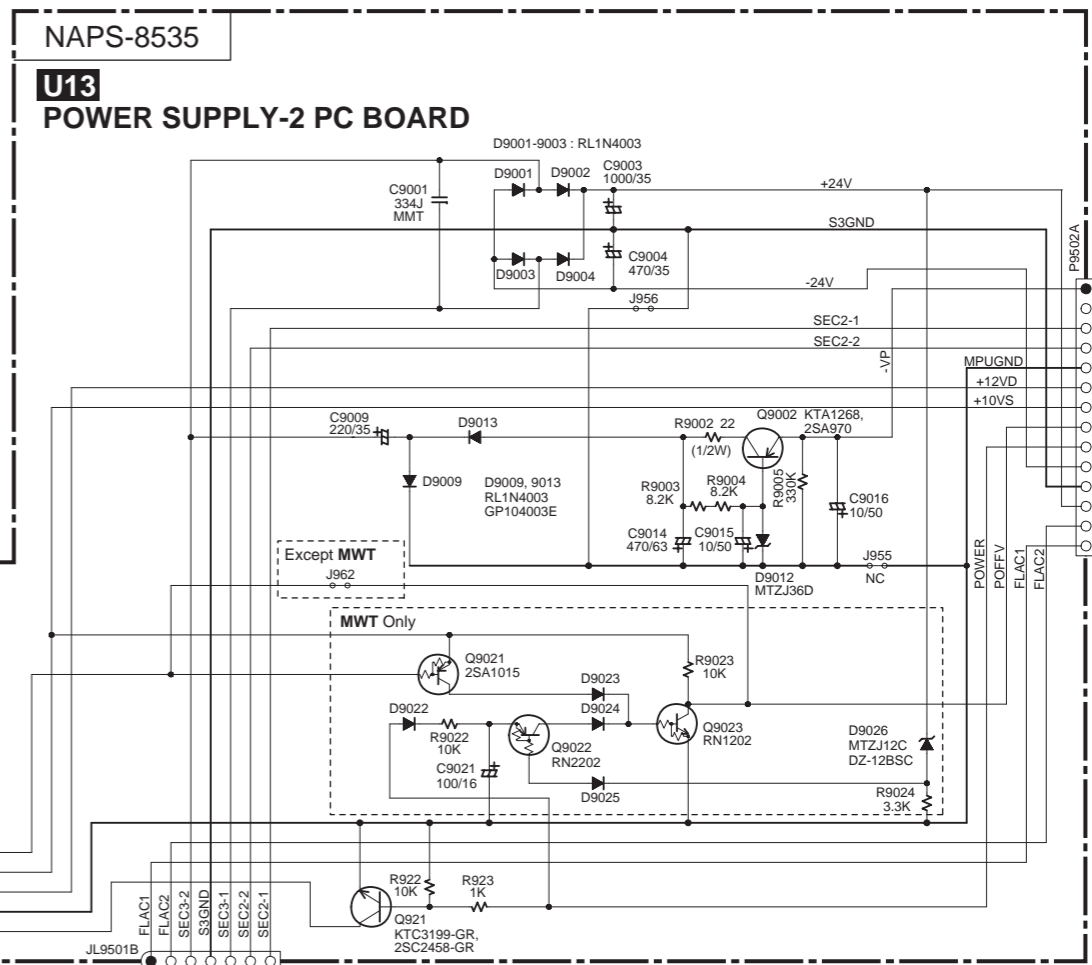 NAPS-8535
U13
POWER SUPPLY-2 PC BOARD
D9001-9003 : RL1N4003
D9001
D9002
C9003
1000/35
C9001
334J
MMT
+24V
S3GND
D9003
D9004
C9004
470/35
-24V
J956
SEC2-1
SEC2-2
-VP
MPUGND
+12VD
+10VS
P9502A
C9009
220/35
D9013
R9002 22
(1/2W)
Q9002 KTA1268,
2SA970
D9009
D9009, 9013
RL1N4003
GP104003E
R9003
8.2K
R9004
8.2K
R9005
330K
C9016
10/50
C9014
470/63
C9015
10/50
D9012
MTZJ36D
J955
NC
POWER
POFFV
FLAC1
FLAC2
Except MWT
J962
MWT Only
Q9021
2SA1015
R9023
10K
D9023
D9022
D9024
R9022
10K
Q9022
RN2202
Q9023
RN1202
C9021
100/16
D9025
D9026
MTZJ12C
DZ-12BSC
R9024
3.3K
R922
10K
R923
1K
Q921
KTC3199-GR,
2SC2458-GR
JL9501B
FLAC1
FLAC2
SEC3-2
S3GND
SEC3-1
SEC2-2
SEC2-1